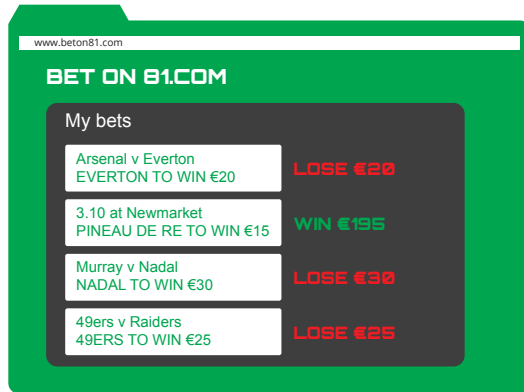 www.beton81.com
BET ON 81.COM
My bets
Arsenal v Everton
EVERTON TO WIN €20
LOSE €20
3.10 at Newmarket
PINEAU DE RE TO WIN €15
WIN €195
Murray v Nadal
NADAL TO WIN €30
LOSE €30
49ers v Raiders
49ERS TO WIN €25
LOSE €25